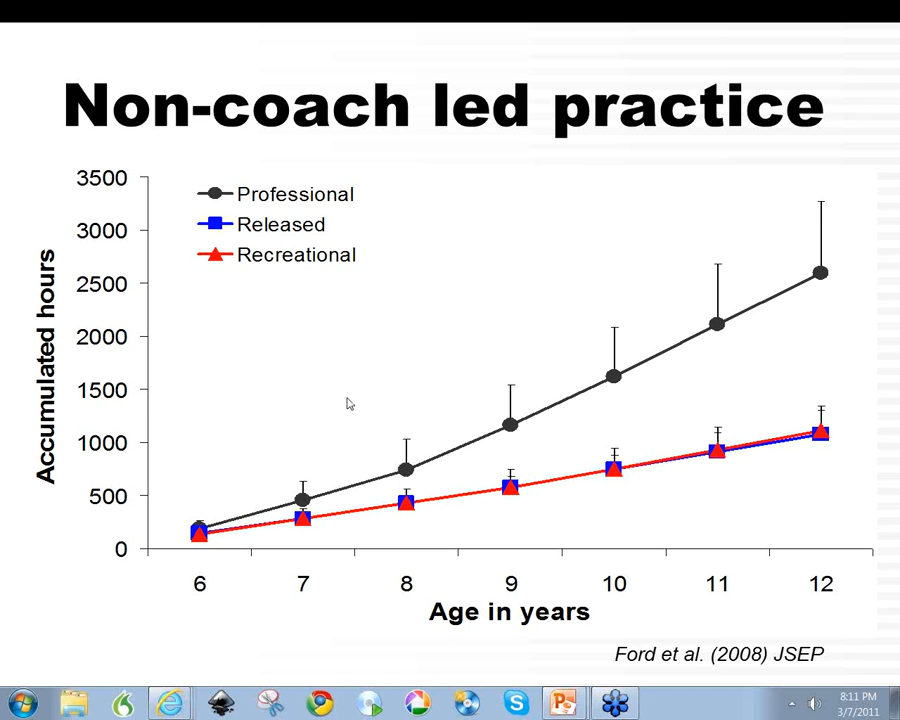 Non-coach led practice
3500
3000
2500
2000
1500
1000
500
0
Accumulated hours
Professional
Released
Recreational
6 7 8 9 10 11 12
Age in years
Ford et al. (2008) JSEP
8:11 PM
3/7/2011